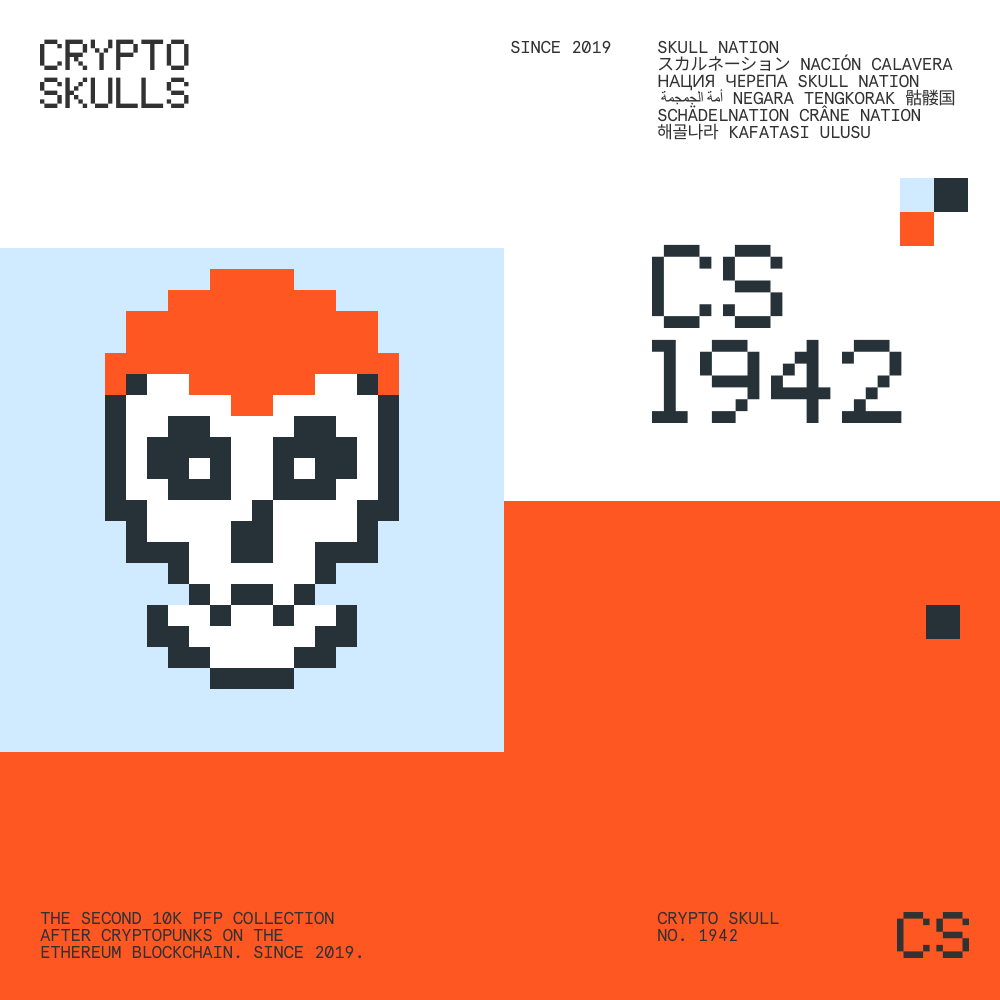 CRYPTO
SKULLS
SINCE 2019
SKULL NATION
スカルネーション NACIÓN CALAVERA
НАЦИЯ ЧЕРЕПА SKULL NATION
أمة الجمجمة NEGARA TENGKORAK 骷髅国
SCHÄDELNATION CRÂNE NATION
해골나라 KAFATASI ULUSU
CS
1942
THE SECOND 10K PFP COLLECTION
AFTER CRYPTOPUNKS ON THE
ETHEREUM BLOCKCHAIN. SINCE 2019.
CRYPTO SKULL
NO. 1942
CS